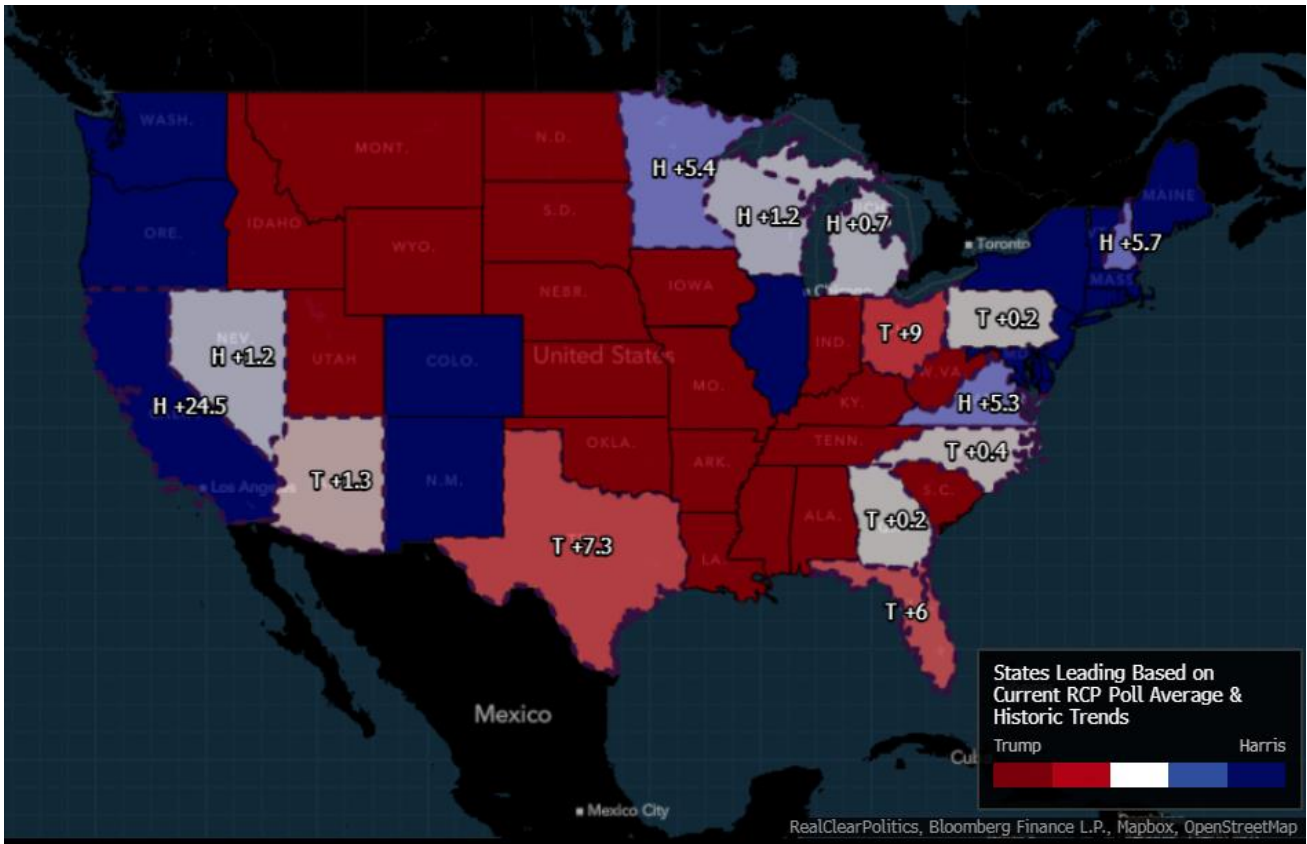 WASH.
MONT.
N.D.
MAINE
ORE.
IDAHO
S.D.
WYO.
H +5.4
H +1.2
H +0.7
Toronto
H +5.7
MASS
NEBR.
IOWA
Chicago
NEV.
H +1.2
UTAH
COLO.
United States
IND.
T +9
T +0.2
MD
W.VA.
H +24.5
MO.
KY.
H +5.3
OKLA.
TENN.
T +0.4
Los Angeles
T +1.3
N.M.
ARK.
S.C.
T +7.3
ALA.
T +0.2
LA.
T +6
Mexico
Mexico City
States Leading Based on
Current RCP Poll Average &
Historic Trends
Trump Harris
RealClearPolitics, Bloomberg Finance L.P., Mapbox, OpenStreetMap